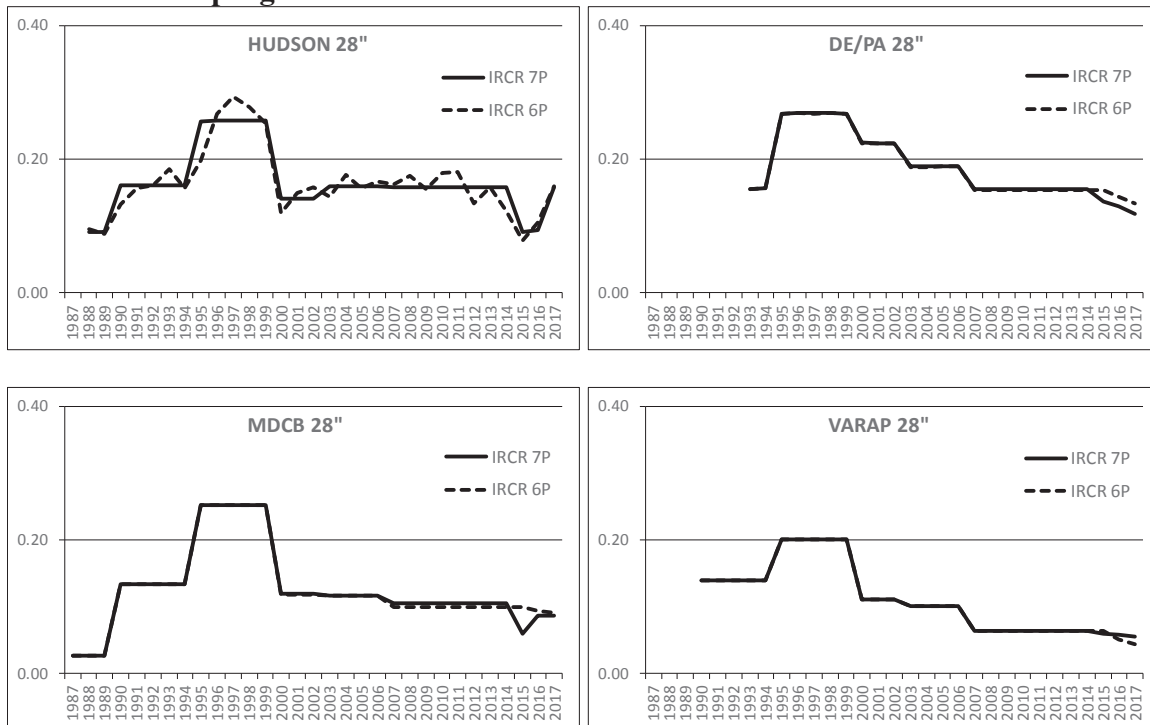 HUDSON 28"
IRCR 7P
IRCR 6P
0.40
0.20
0.00
1987 1988 1989 1990 1991 1992 1993 1994 1995 1996 1997 1998 1999 2000 2001 2002 2003 2004 2005 2006 2007 2008 2009 2010 2011 2012 2013 2014 2015 2016 2017
DE/PA 28"
IRCR 7P
IRCR 6P
0.40
0.20
0.00
1987 1988 1989 1990 1991 1992 1993 1994 1995 1996 1997 1998 1999 2000 2001 2002 2003 2004 2005 2006 2007 2008 2009 2010 2011 2012 2013 2014 2015 2016 2017
MDCB 28"
IRCR 7P
IRCR 6P
0.40
0.20
0.00
1987 1988 1989 1990 1991 1992 1993 1994 1995 1996 1997 1998 1999 2000 2001 2002 2003 2004 2005 2006 2007 2008 2009 2010 2011 2012 2013 2014 2015 2016 2017
VARAP 28"
IRCR 7P
IRCR 6P
0.40
0.20
0.00
1987 1988 1989 1990 1991 1992 1993 1994 1995 1996 1997 1998 1999 2000 2001 2002 2003 2004 2005 2006 2007 2008 2009 2010 2011 2012 2013 2014 2015 2016 2017